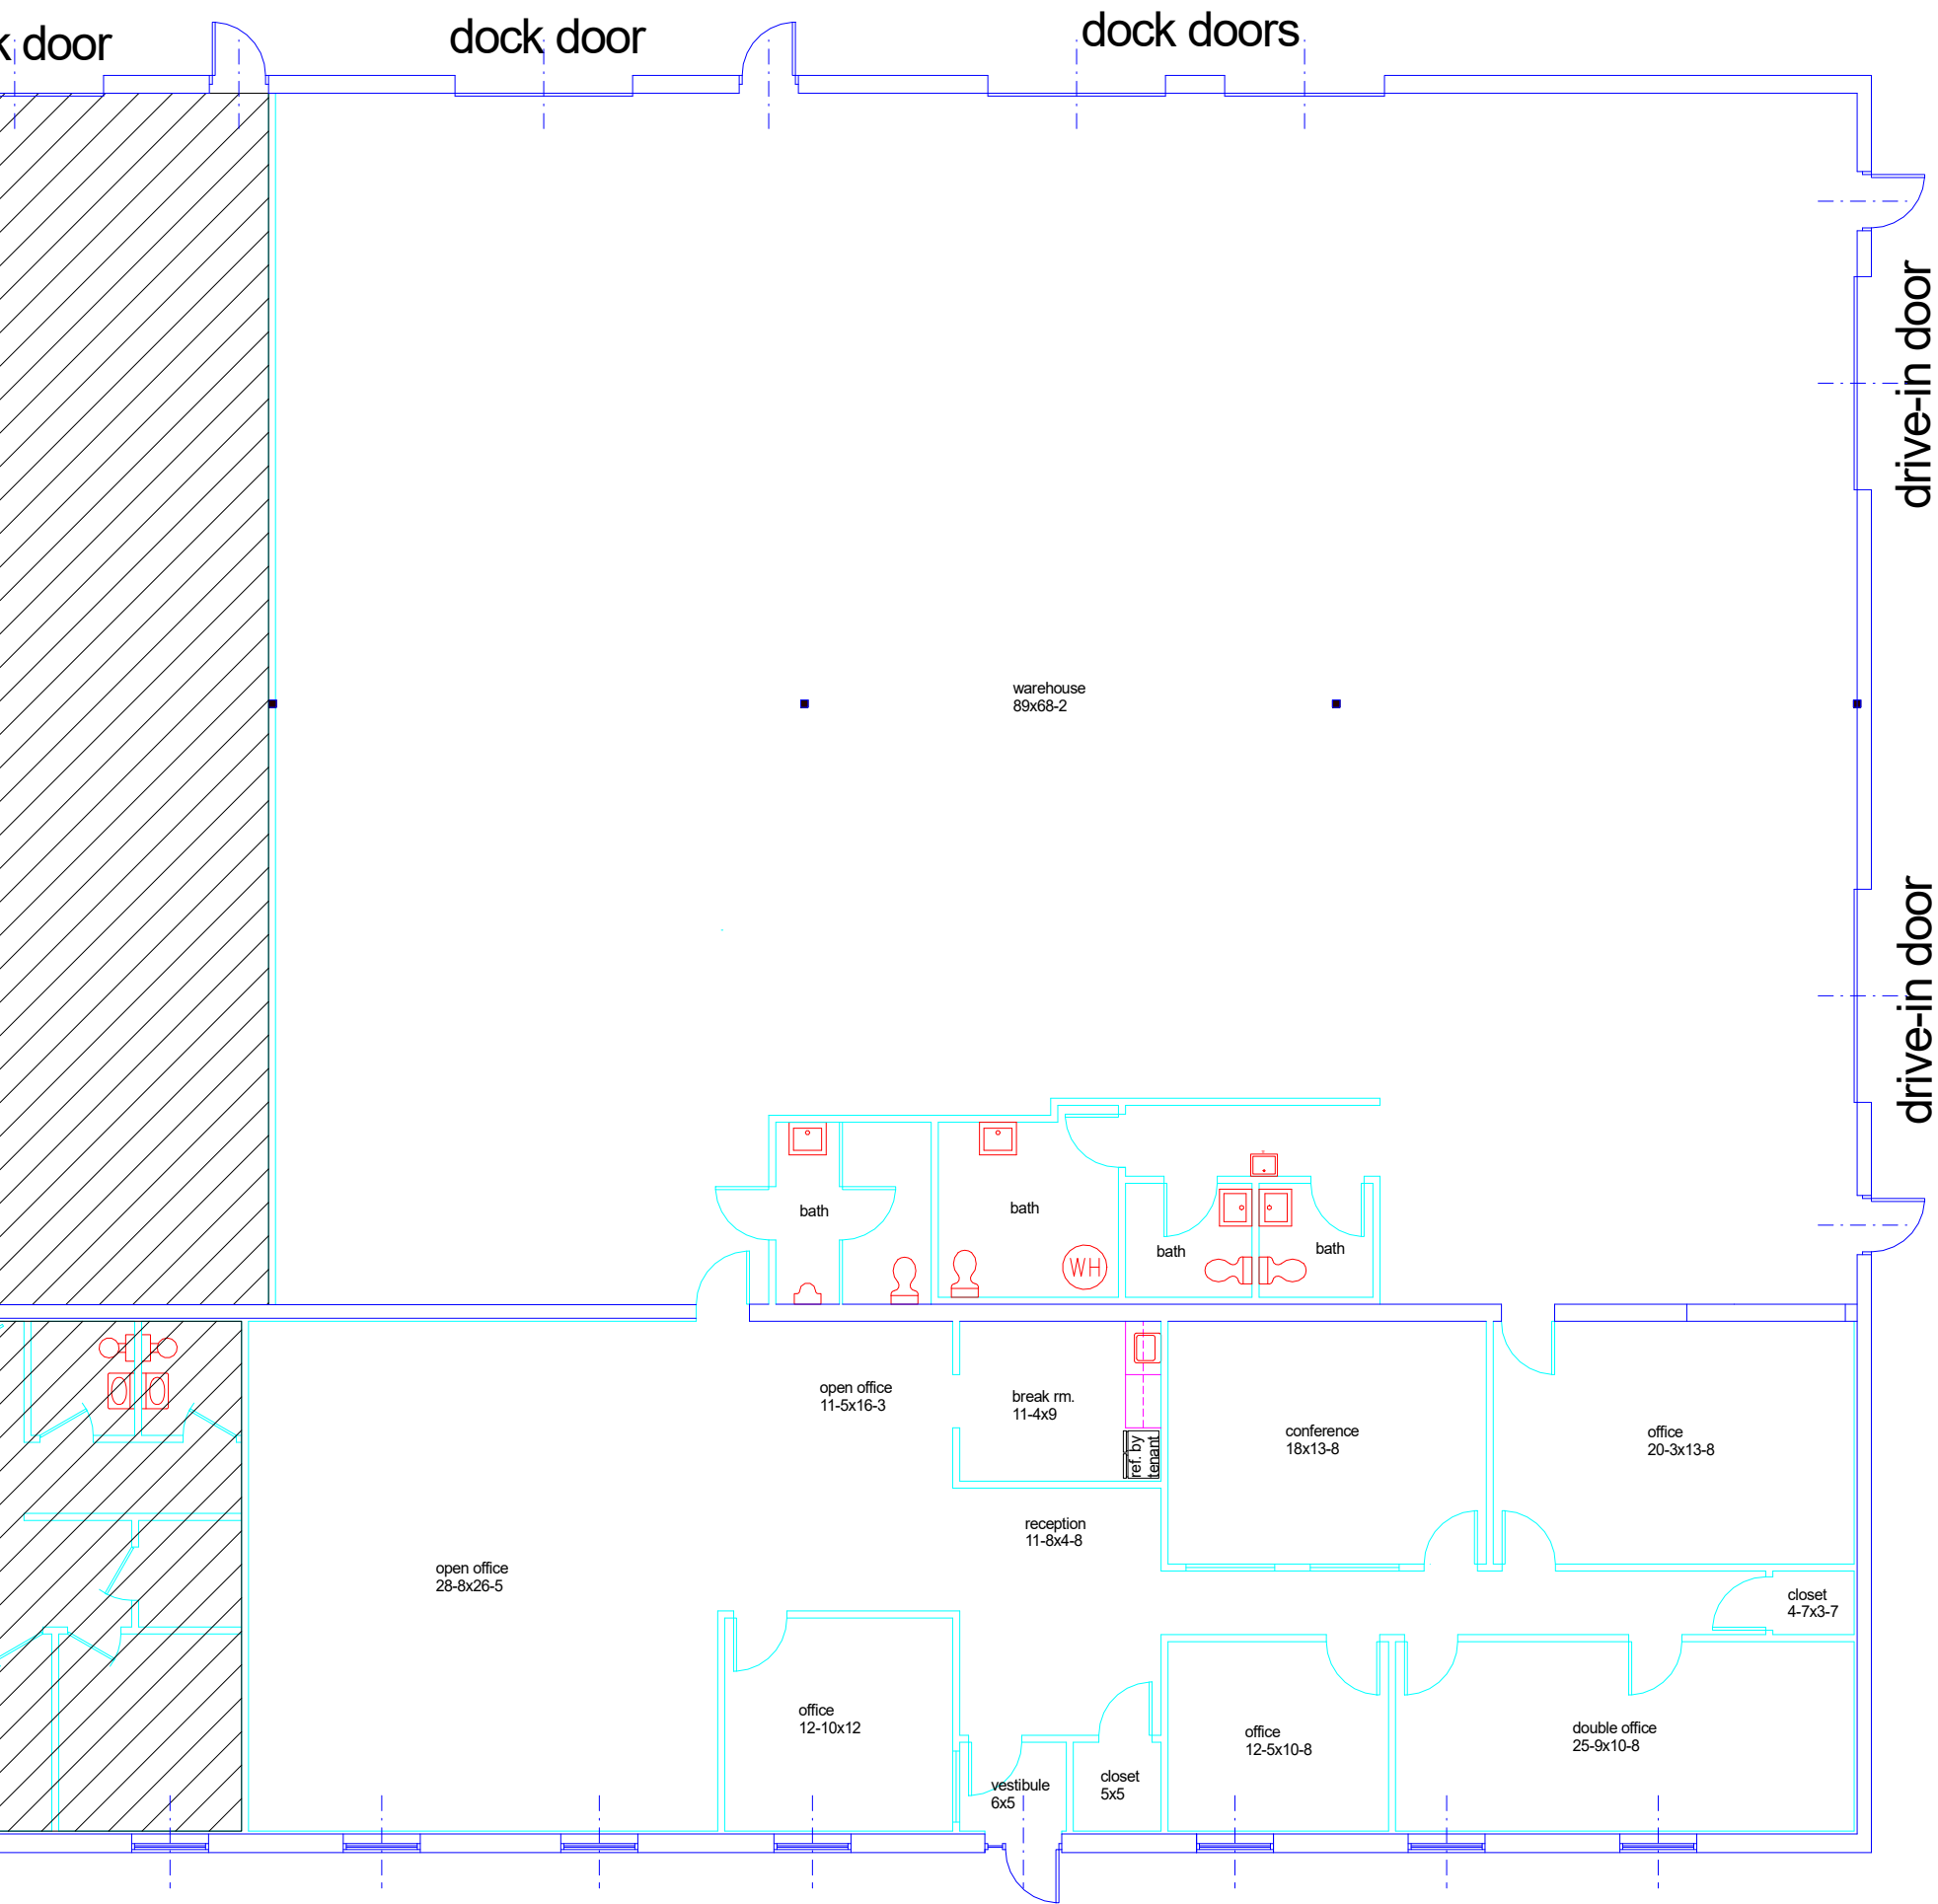 k door
dock door
dock doors
drive-in door
warehouse
89x68-2
drive-in door
bath
bath
bath
bath
WH
open office
11-5x16-3
break rm.
11-4x9
ref. by
tenant
conference
18x13-8
office
20-3x13-8
reception
11-8x4-8
open office
28-8x26-5
closet
4-7x3-7
office
12-10x12
office
12-5x10-8
double office
25-9x10-8
vestibule
6x5
closet
5x5